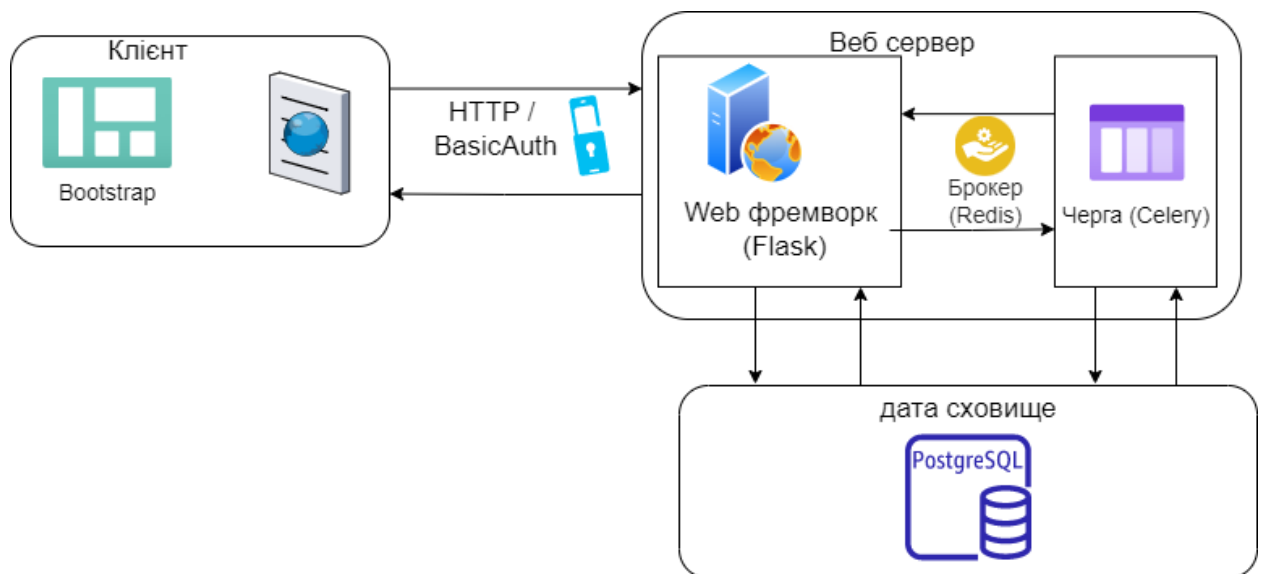 Клієнт
Bootstrap
HTTP /
BasicAuth
Веб сервер
Web фремворк
(Flask)
Брокер
(Redis)
Черга (Celery)
дата сховище
PostgreSQL